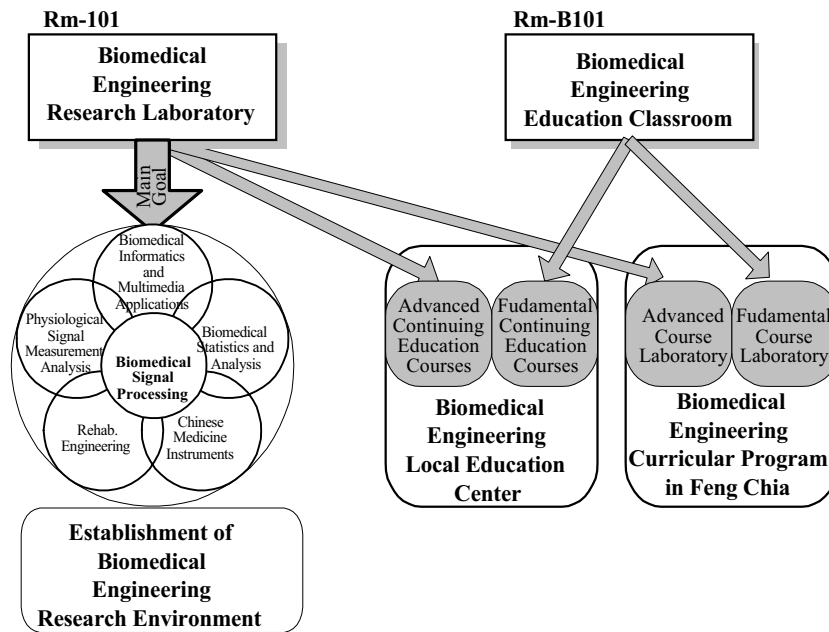 Rm-101
Biomedical
Engineering
Research Laboratory
Rm-B101
Biomedical
Engineering
Education Classroom
Main
Goal
Biomedical
Informatics and
Multimedia
Applications
Physiological
Signal
Measurement
Analysis
Biomedical
Statistics and
Analysis
Biomedical
Signal
Processing
Rehab.
Engineering
Chinese
Medicine
Instruments
Establishment of
Biomedical
Engineering
Research Environment
Advanced
Continuing
Education
Courses
Fudamental
Continuing
Education
Courses
Biomedical
Engineering
Local Education
Center
Advanced
Course
Laboratory
Fudamental
Course
Laboratory
Biomedical
Engineering
Curricular Program
in Feng Chia